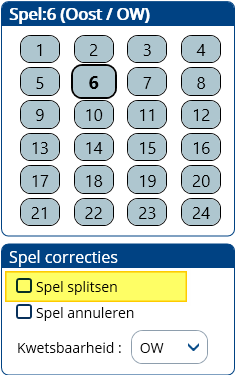 Spel:6 (Oost / OW)
1 2 3 4
5 6 7 8
9 10 11 12
13 14 15 16
17 18 19 20
21 22 23 24
Spel correcties
Spel splitsen
Spel annuleren
Kwetsbaarheid : OW